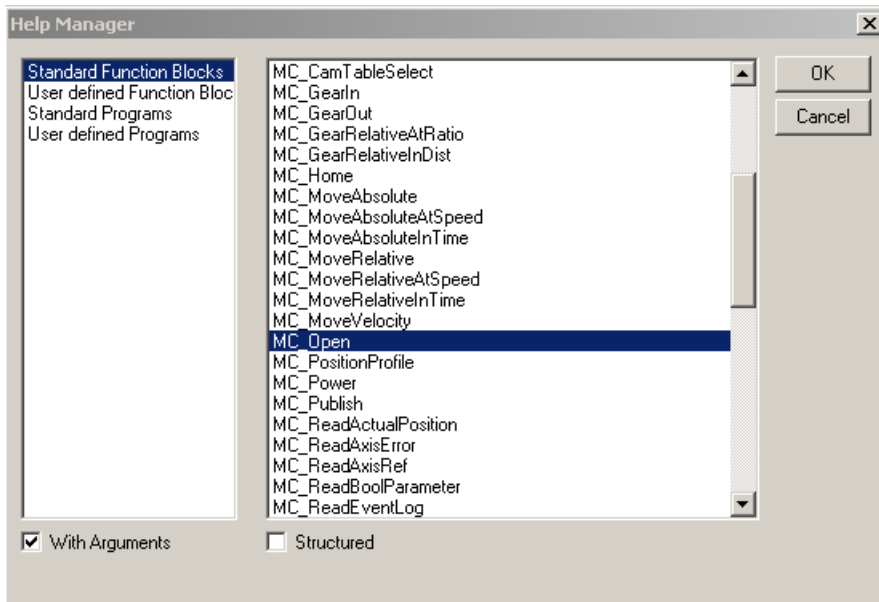 Help Manager
Standard Function Blocks
User defined Function Bloc
Standard Programs
User defined Programs
MC_CamTableSelect
MC_GearIn
MC_GearOut
MC_GearRelativeAtRatio
MC_GearRelativeInDist
MC_Home
MC_MoveAbsolute
MC_MoveAbsoluteAtSpeed
MC_MoveAbsoluteInTime
MC_MoveRelative
MC_MoveRelativeAtSpeed
MC_MoveRelativeInTime
MC_MoveVelocity
MC_Open
MC_PositionProfile
MC_Power
MC_Publish
MC_ReadActualPosition
MC_ReadAxisError
MC_ReadAxisRef
MC_ReadBoolParameter
MC_ReadEventLog
OK
Cancel
With Arguments
Structured